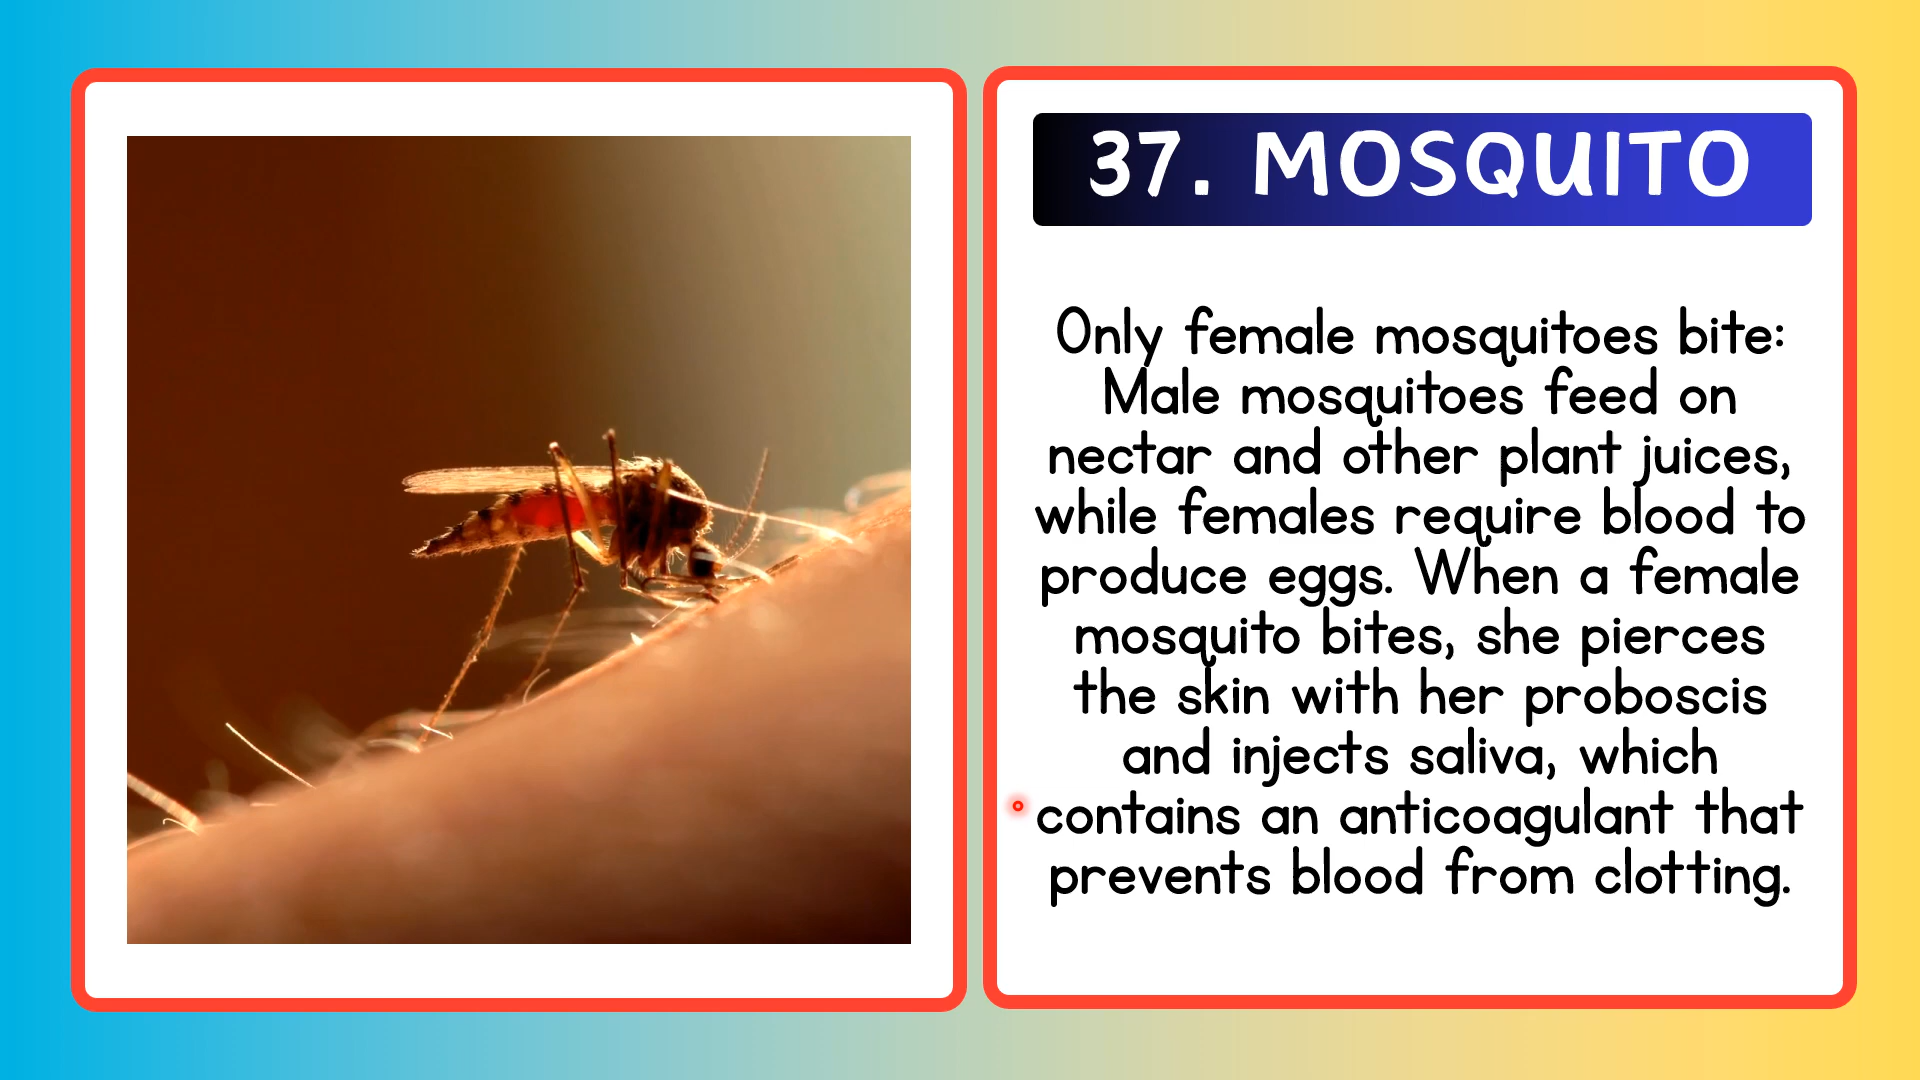 37. MOSQUITO
Only female mosquitoes bite:
Male mosquitoes feed on
nectar and other plant juices,
while females require blood to
produce eggs. When a female
mosquito bites, she pierces
the skin with her proboscis
and injects saliva, which
contains an anticoagulant that
prevents blood from clotting.